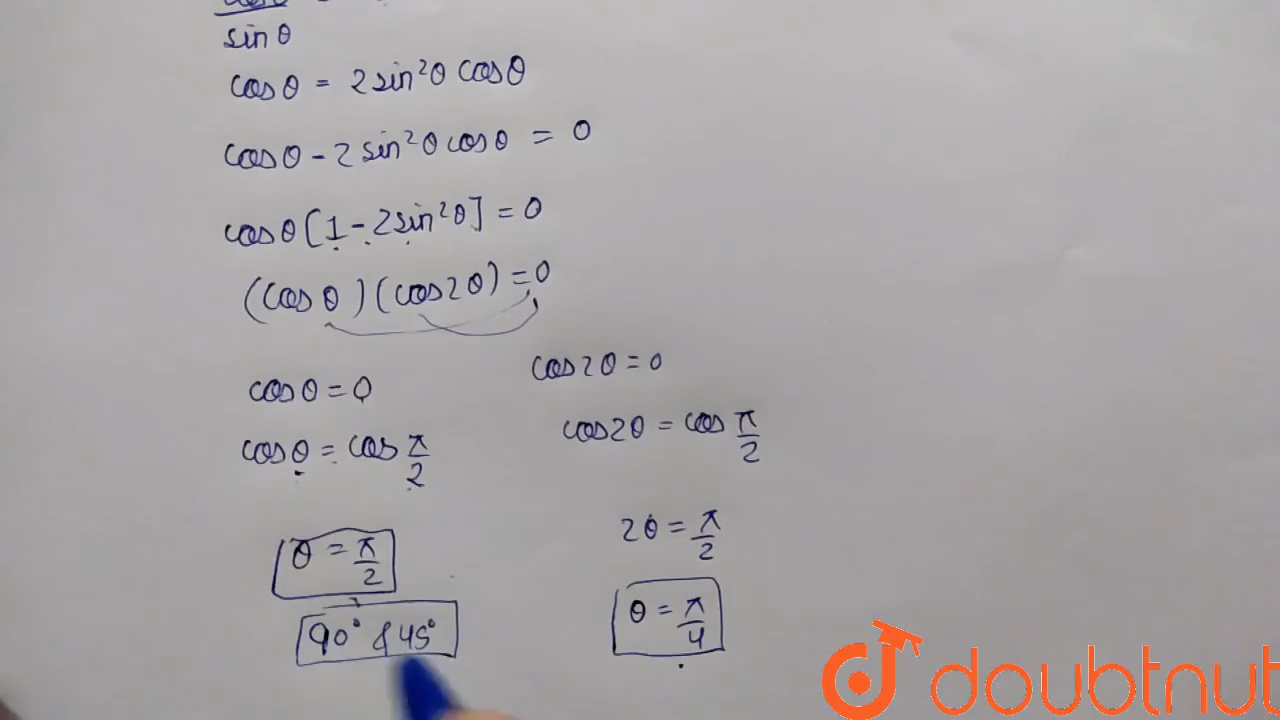 sin θ
cos θ = 2 sin²θ cos θ
cos θ - 2 sin²θ cos θ = 0
cos θ [1 - 2 sin²θ] = 0
(cos θ) (cos 2θ) = 0
cos θ = 0
cos θ = cos π/2
θ = π/2
90° & 45°
cos 2θ = 0
cos 2θ = cos π/2
2θ = π/2
θ = π/4
doubtnut